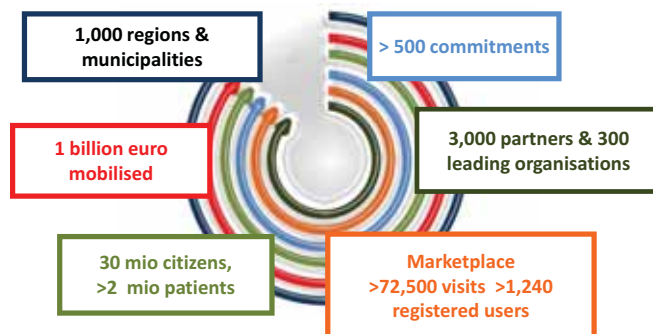 1,000 regions &
municipalities
> 500 commitments
1 billion euro
mobilised
3,000 partners & 300
leading organisations
30 mio citizens,
>2 mio patients
Marketplace
>72,500 visits >1,240
registered users